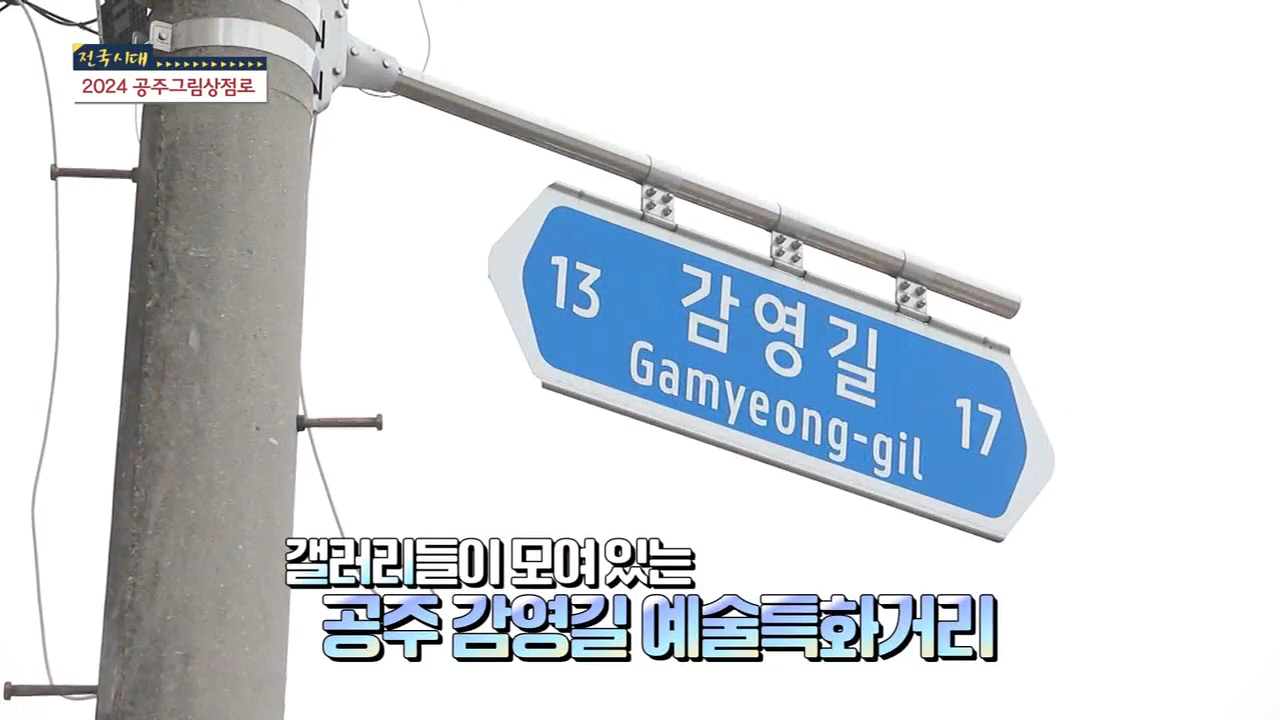 전국시대
2024 공주그림상점로
13 감영길 17
Gamyeong-gil
갤러리들이 모여 있는
공주 감영길 예술특화거리